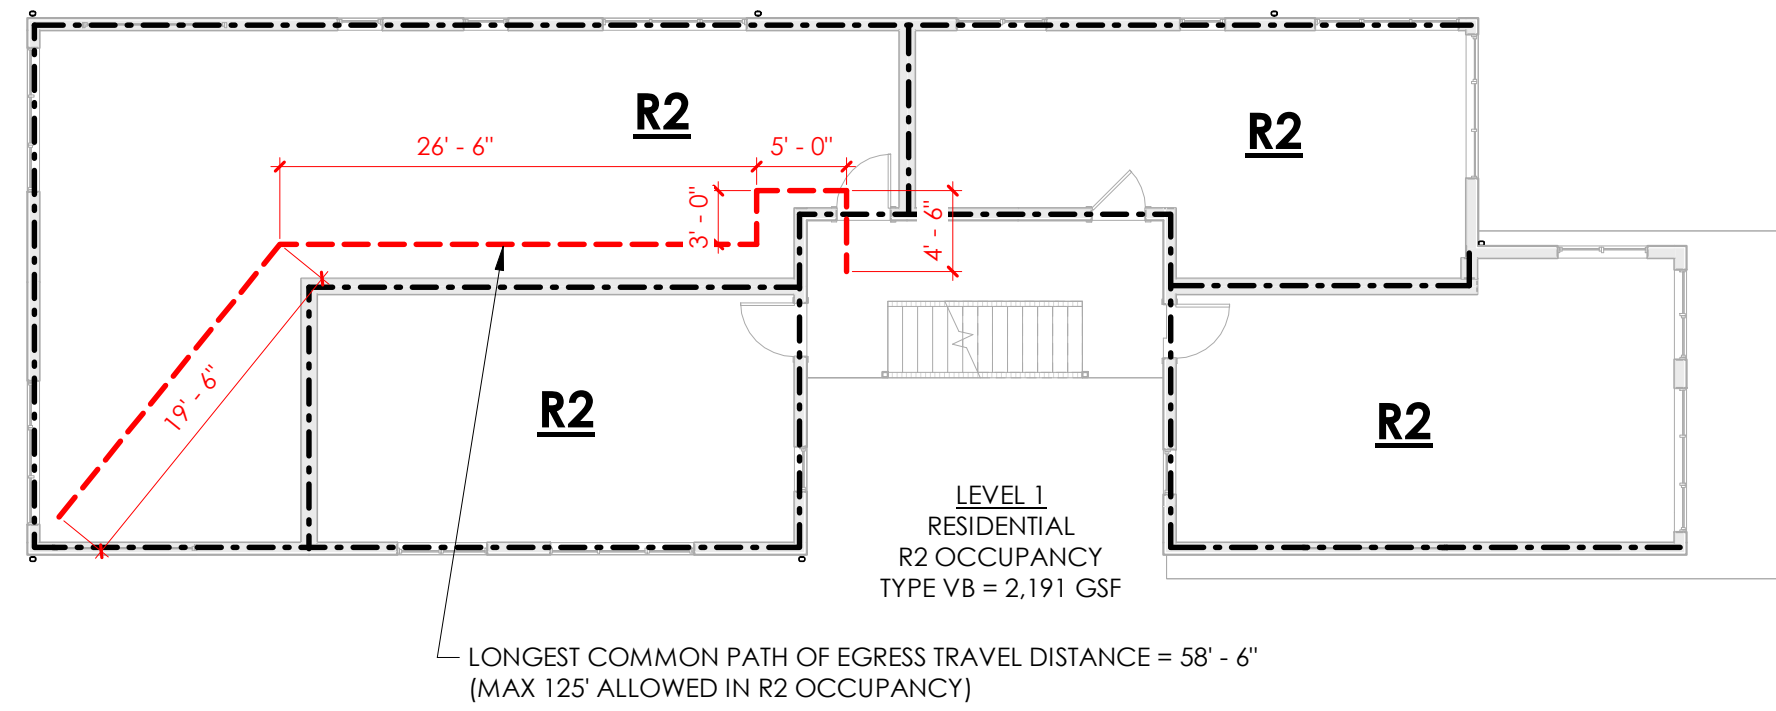 R2
R2
26' - 6"
5' - 0"
3' - 0"
4' - 6"
19' - 6"
R2
R2
LEVEL 1
RESIDENTIAL
R2 OCCUPANCY
TYPE VB = 2,191 GSF
LONGEST COMMON PATH OF EGRESS TRAVEL DISTANCE = 58' - 6"
(MAX 125' ALLOWED IN R2 OCCUPANCY)